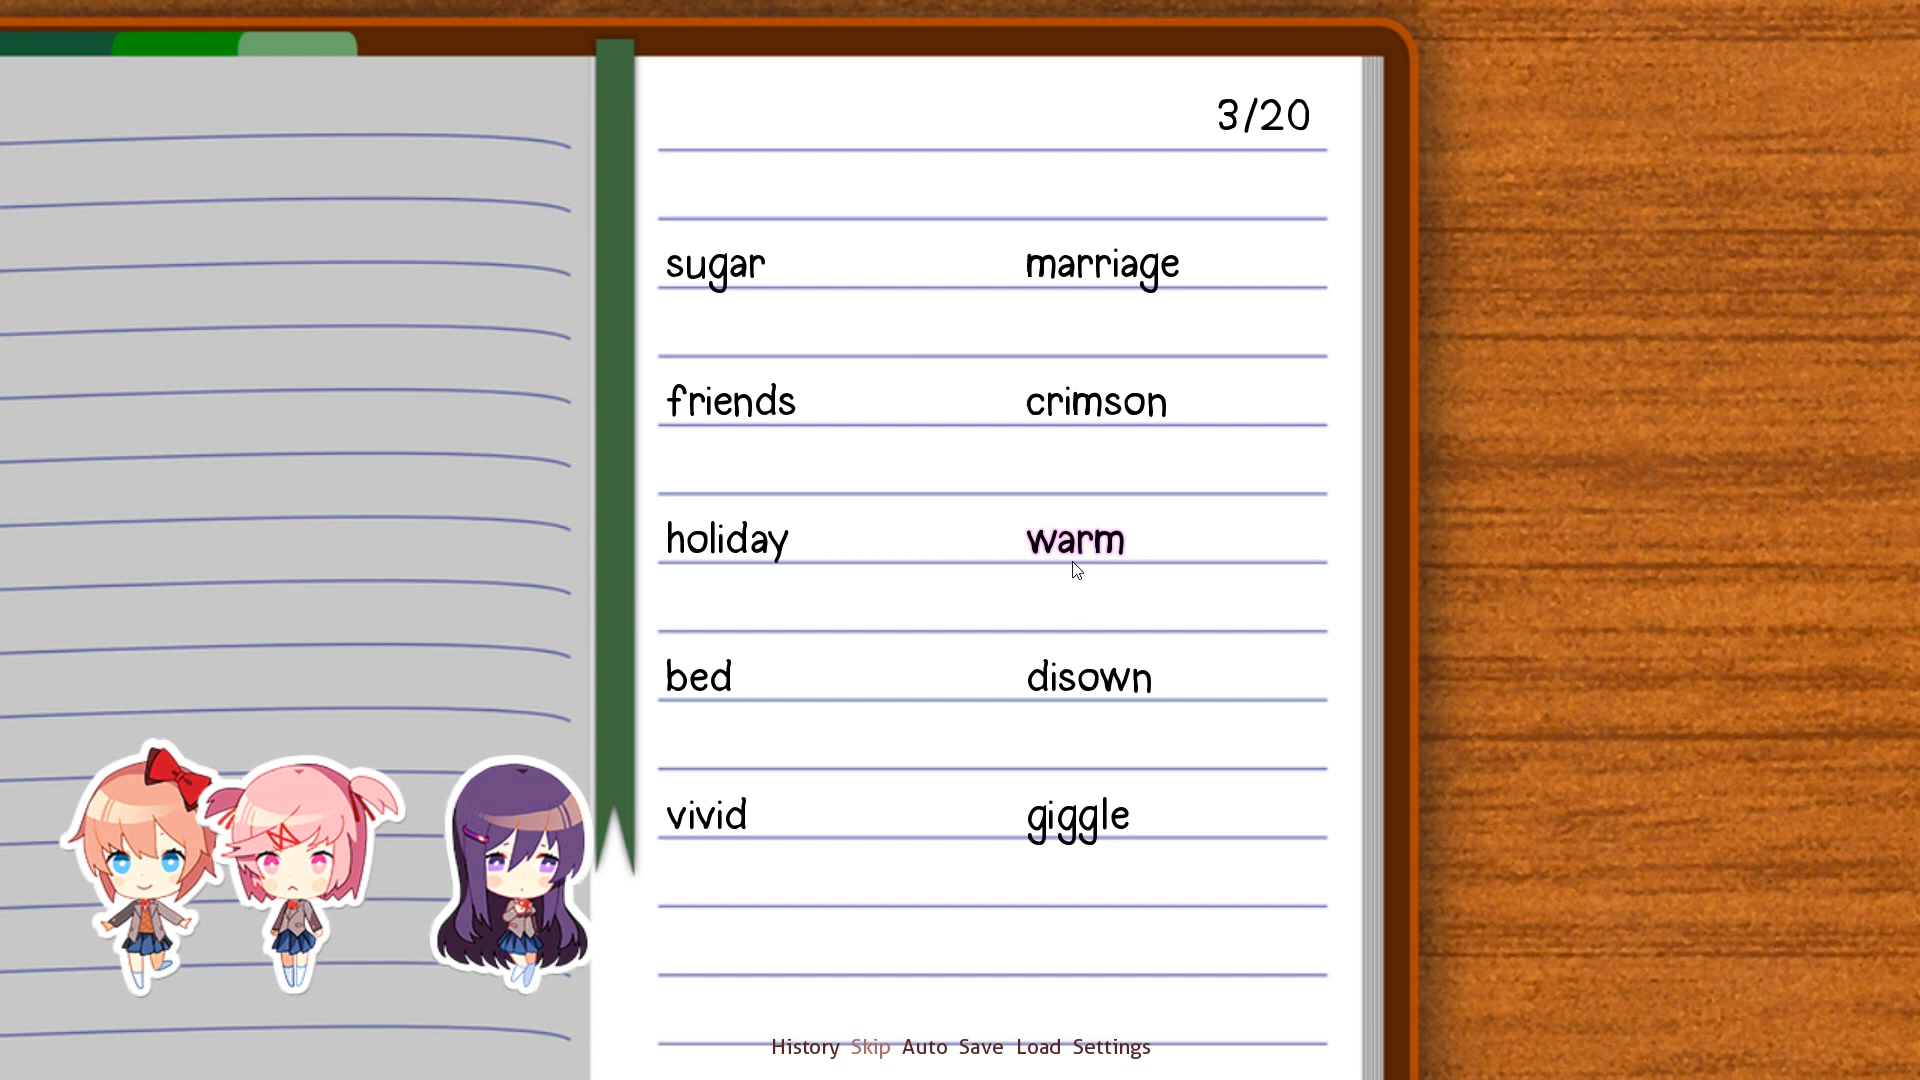 3/20
sugar marriage
friends crimson
holiday warm
bed disown
vivid giggle
History Skip Auto Save Load Settings